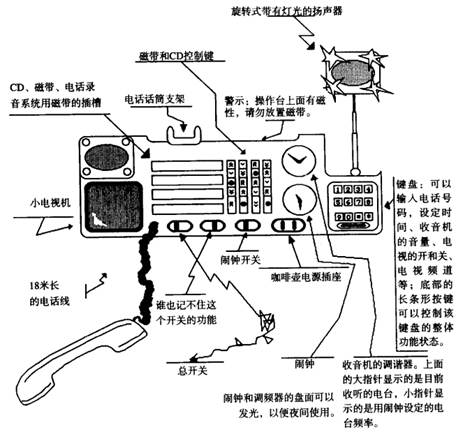 旋转式带有灯光的扬声器
磁带和CD控制键
CD、磁带、电话录
音系统用磁带的插槽
电话话筒支架
警示：操作台上面有磁
性，请勿放置磁带。
小电视机
键盘：可以
输入电话号
码，设定时
间、收音机
的音量、电
视的开和关、
电视频道
等；底部的
长条形按键
可以控制该
键盘的整体
功能状态。
闹钟开关
咖啡壶电源插座
18米长
的电话线
谁也记不住这
个开关的功能
总开关
闹钟
收音机的调谐器。上面
的大指针显示的是目前
收听的电台，小指针显
示的是用闹钟设定的电
台频率。
闹钟和调频器的盘面可以
发光，以便夜间使用。